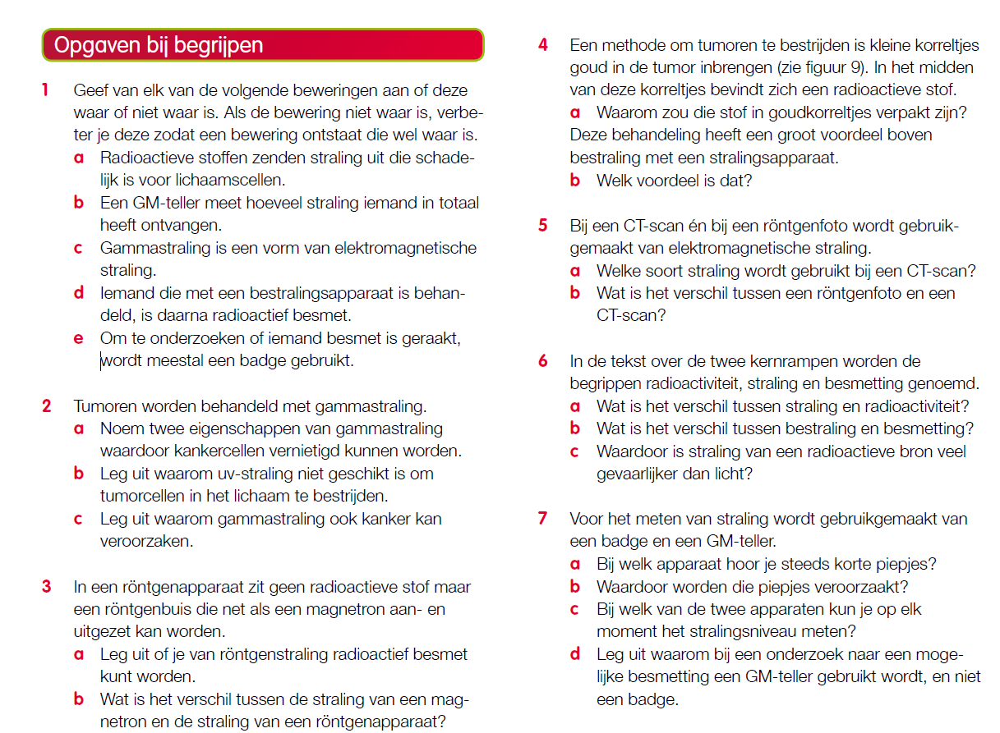 Opgaven bij begrijpen
1 Geef van elk van de volgende beweringen aan of deze
waar of niet waar is. Als de bewering niet waar is, verbe-
ter je deze zodat een bewering ontstaat die wel waar is.
a Radioactieve stoffen zenden straling uit die schade-
lijk is voor lichaamscellen.
b Een GM-teller meet hoeveel straling iemand in totaal
heeft ontvangen.
c Gammastraling is een vorm van elektromagnetische
straling.
d Iemand die met een bestralingsapparaat is behan-
deld, is daarna radioactief besmet.
e Om te onderzoeken of iemand besmet is geraakt,
wordt meestal een badge gebruikt.
2 Tumoren worden behandeld met gammastraling.
a Noem twee eigenschappen van gammastraling
waardoor kankercellen vernietigd kunnen worden.
b Leg uit waarom uv-straling niet geschikt is om
tumorcellen in het lichaam te bestrijden.
c Leg uit waarom gammastraling ook kanker kan
veroorzaken.
3 In een röntgenapparaat zit geen radioactieve stof maar
een röntgenbuis die net als een magnetron aan- en
uitgezet kan worden.
a Leg uit of je van röntgenstraling radioactief besmet
kunt worden.
b Wat is het verschil tussen de straling van een mag-
netron en de straling van een röntgenapparaat?
4 Een methode om tumoren te bestrijden is kleine korreltjes
goud in de tumor inbrengen (zie figuur 9). In het midden
van deze korreltjes bevindt zich een radioactieve stof.
a Waarom zou die stof in goudkorreltjes verpakt zijn?
Deze behandeling heeft een groot voordeel boven
bestraling met een stralingsapparaat.
b Welk voordeel is dat?
5 Bij een CT-scan én bij een röntgenfoto wordt gebruik-
gemaakt van elektromagnetische straling.
a Welke soort straling wordt gebruikt bij een CT-scan?
b Wat is het verschil tussen een röntgenfoto en een
CT-scan?
6 In de tekst over de twee kernrampen worden de
begrippen radioactiviteit, straling en besmetting genoemd.
a Wat is het verschil tussen straling en radioactiviteit?
b Wat is het verschil tussen bestraling en besmetting?
c Waardoor is straling van een radioactieve bron veel
gevaarlijker dan licht?
7 Voor het meten van straling wordt gebruikgemaakt van
een badge en een GM-teller.
a Bij welk apparaat hoor je steeds korte piepjes?
b Waardoor worden die piepjes veroorzaakt?
c Bij welk van de twee apparaten kun je op elk
moment het stralingsniveau meten?
d Leg uit waarom bij een onderzoek naar een moge-
lijke besmetting een GM-teller gebruikt wordt, en niet
een badge.